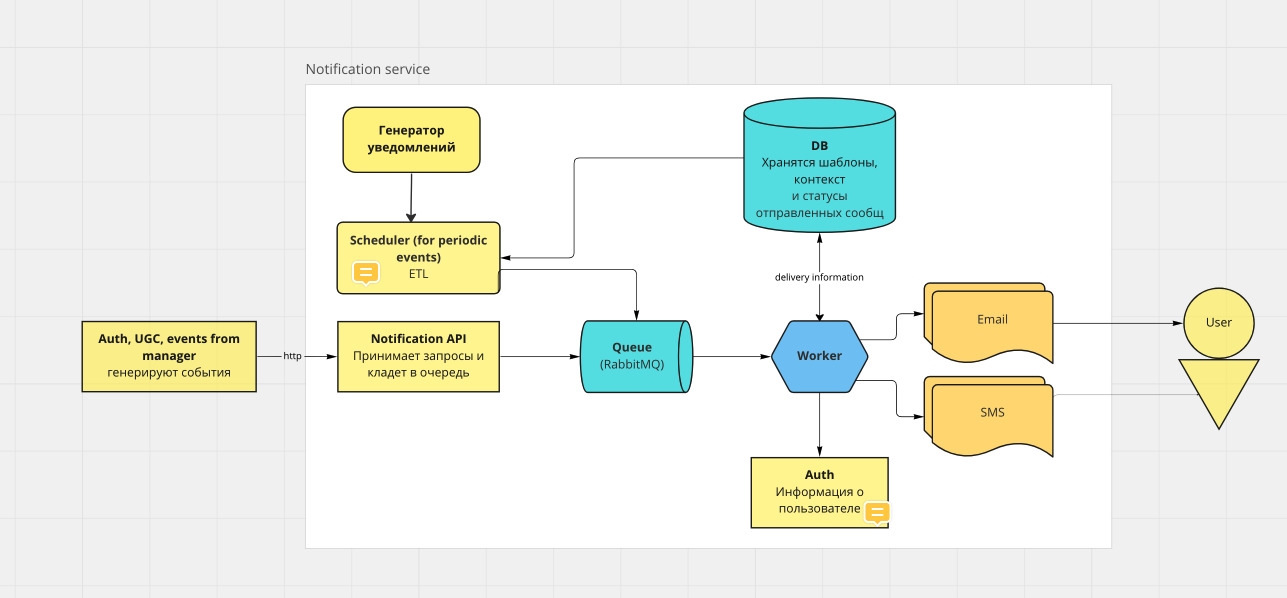 Notification service
Генератор
уведомлений
DB
Хранятся шаблоны,
контекст
и статусы
отправленных сообщ
Scheduler (for periodic
events)
ETL
delivery information
Auth, UGC, events from
manager
генерируют события
http
Notification API
Принимает запросы и
кладет в очередь
Queue
(RabbitMQ)
Worker
Email
User
SMS
Auth
Информация о
пользователе